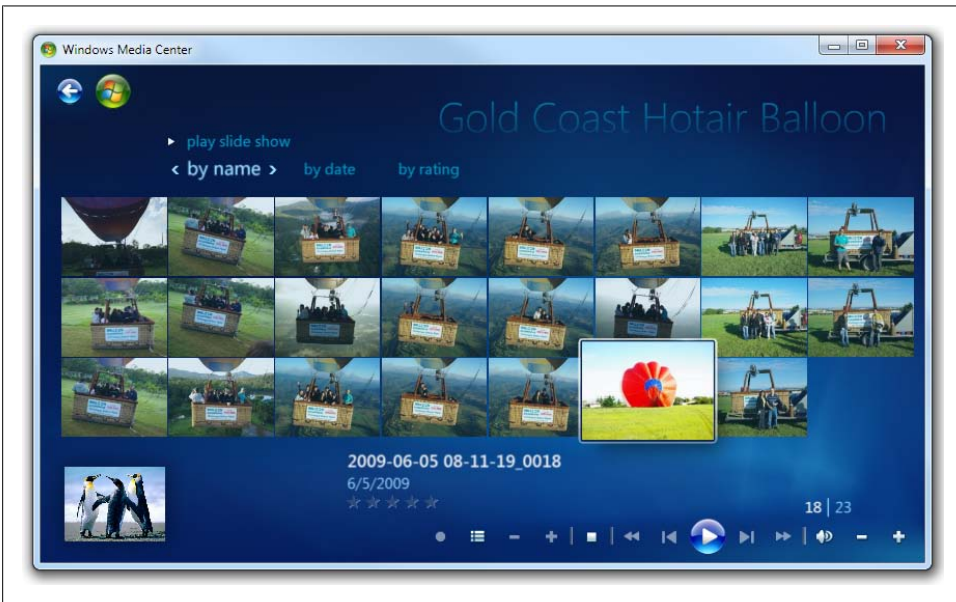 Windows Media Center
Gold Coast Hotair Balloon
play slide show
< by name > by date by rating
2009-06-05 08-11-19_0018
6/5/2009
18 | 23